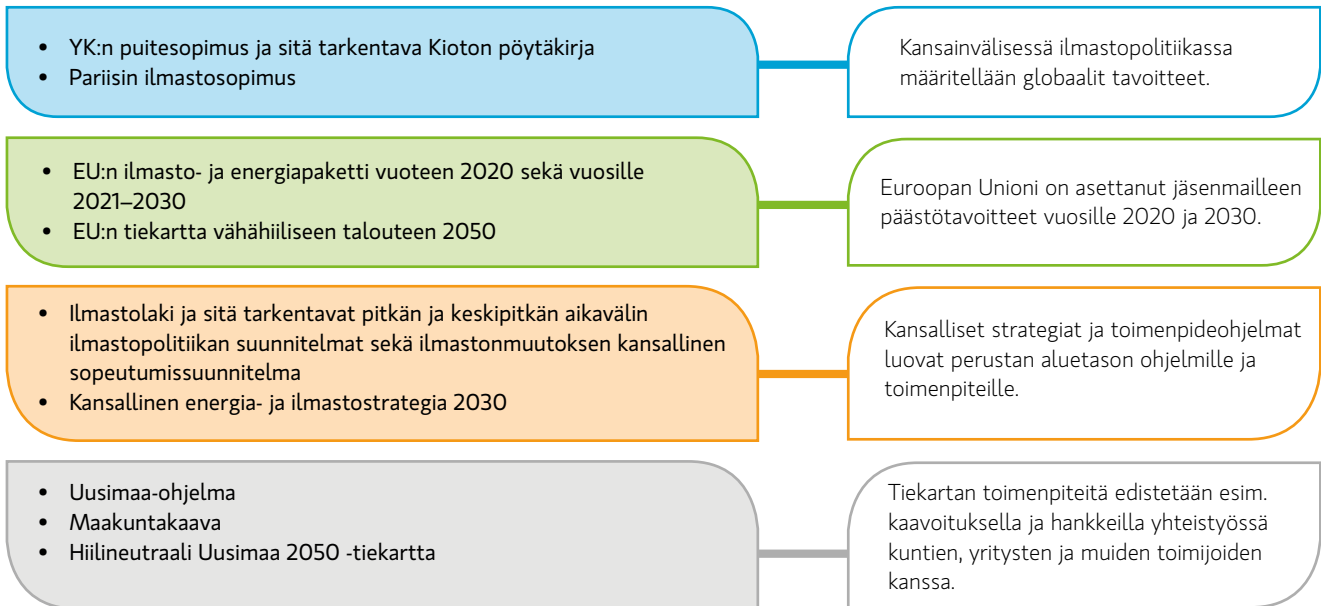 • YK:n puitesopimus ja sitä tarkentava Kioton pöytäkirja
• Pariisin ilmastosopimus
Kansainvälisessä ilmastopolitiikassa
määritellään globaalit tavoitteet.
• EU:n ilmasto- ja energiapaketti vuoteen 2020 sekä vuosille
2021–2030
• EU:n tiekartta vähähiiliseen talouteen 2050
Euroopan Unioni on asettanut jäsenmailleen
päästötavoitteet vuosille 2020 ja 2030.
• Ilmastolaki ja sitä tarkentavat pitkän ja keskipitkän aikavälin
ilmastopolitiikan suunnitelmat sekä ilmastonmuutoksen kansallinen
sopeutumissuunnitelma
• Kansallinen energia- ja ilmastostrategia 2030
Kansalliset strategiat ja toimenpideohjelmat
luovat perustan aluetason ohjelmille ja
toimenpiteille.
• Uusimaa-ohjelma
• Maakuntakaava
• Hiilineutraali Uusimaa 2050 -tiekartta
Tiekartan toimenpiteitä edistetään esim.
kaavoituksella ja hankkeilla yhteistyössä
kuntien, yritysten ja muiden toimijoiden
kanssa.